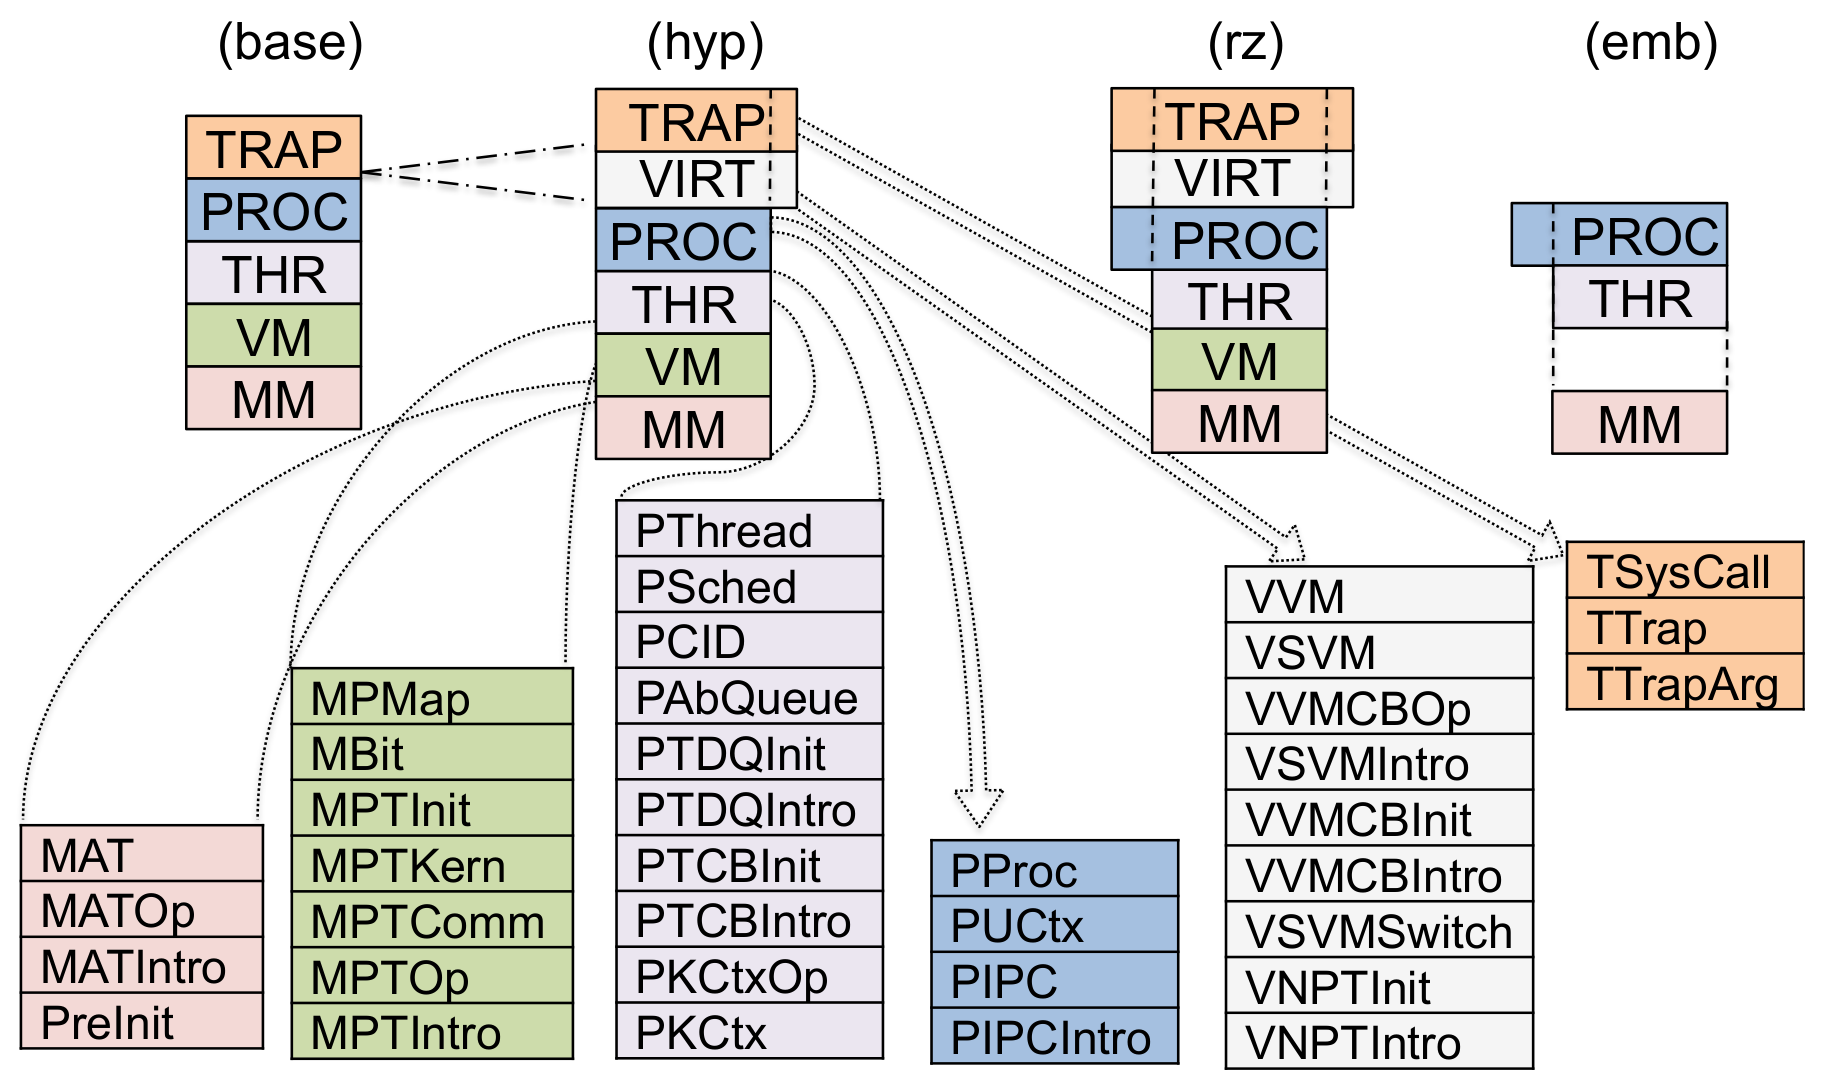 (base)
(hyp)
(rz)
(emb)
TRAP
PROC
THR
VM
MM
TRAP
VIRT
PROC
THR
VM
MM
TRAP
VIRT
PROC
THR
VM
MM
PROC
THR
MM
MAT
MATOp
MATIntro
PreInit
MPMap
MBit
MPTInit
MPTKern
MPTComm
MPTOp
MPTIntro
PThread
PSched
PCID
PAbQueue
PTDQInit
PTDQIntro
PTCBInit
PTCBIntro
PKCtxOp
PKCtx
PProc
PUCtx
PIPC
PIPCIntro
VVM
VSVM
VVMCBOp
VSVMIntro
VVMCBInit
VVMCBIntro
VSVMSwitch
VNPTInit
VNPTIntro
TSysCall
TTrap
TTrapArg